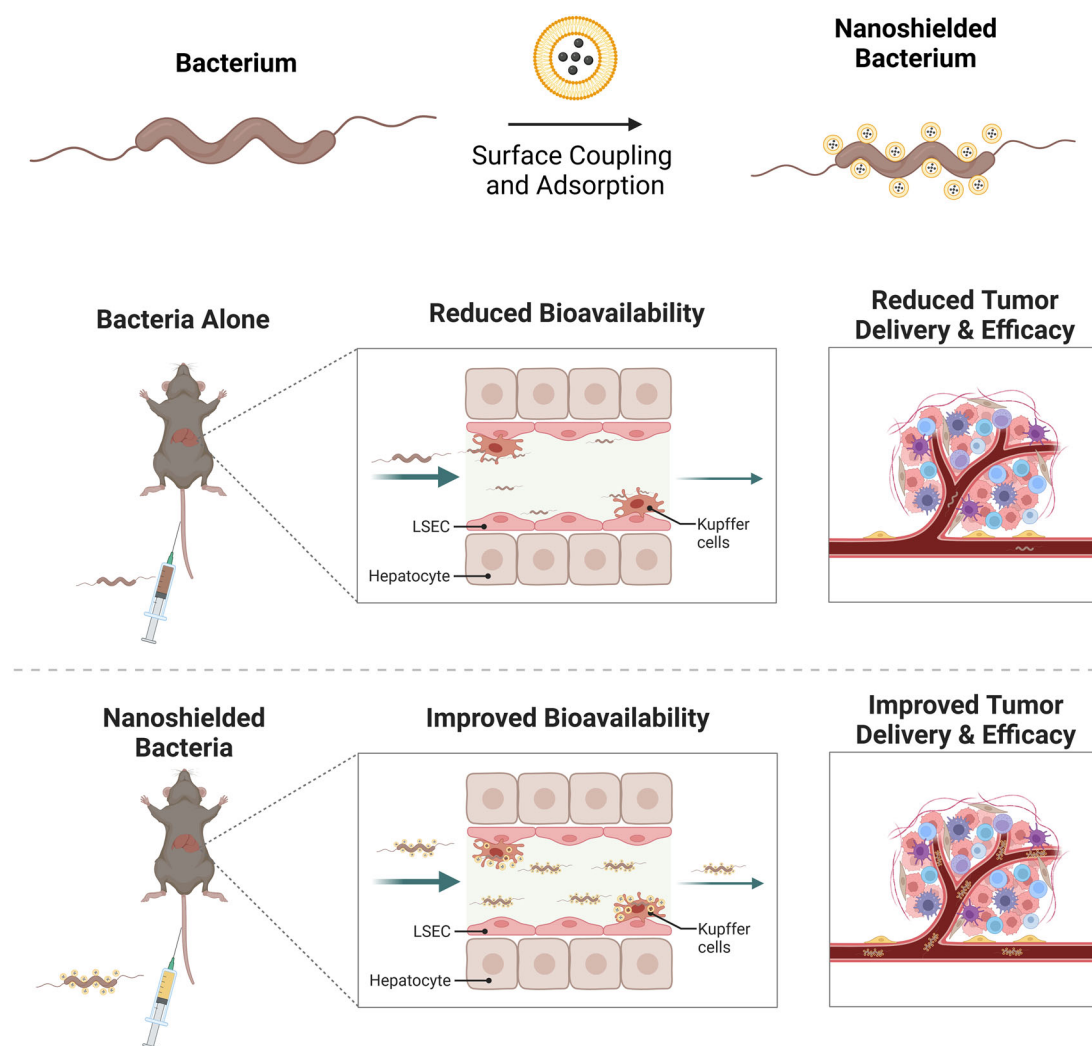 Bacterium
Surface Coupling
and Adsorption
Nanoshielded
Bacterium
Bacteria Alone
Reduced Bioavailability
Reduced Tumor
Delivery & Efficacy
LSEC
Kupffer
cells
Hepatocyte
Nanoshielded
Bacteria
Improved Bioavailability
Improved Tumor
Delivery & Efficacy
LSEC
Kupffer
cells
Hepatocyte